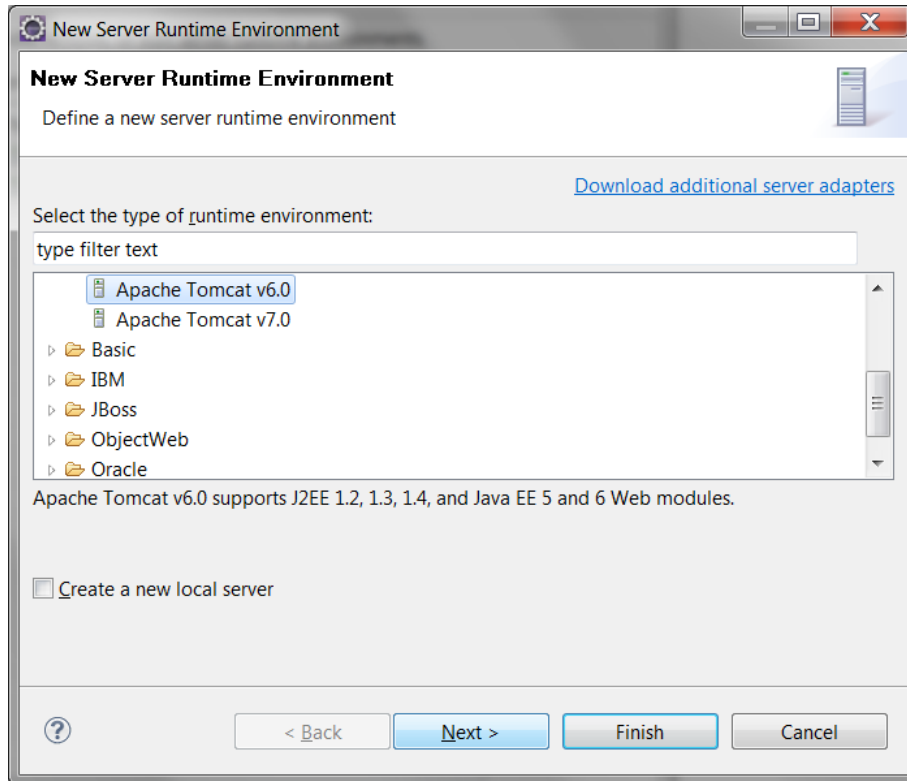 New Server Runtime Environment
New Server Runtime Environment
Define a new server runtime environment
Download additional server adapters
Select the type of runtime environment:
type filter text
Apache Tomcat v6.0
Apache Tomcat v7.0
Basic
IBM
JBoss
ObjectWeb
Oracle
Apache Tomcat v6.0 supports J2EE 1.2, 1.3, 1.4, and Java EE 5 and 6 Web modules.
Create a new local server
? < Back Next > Finish Cancel